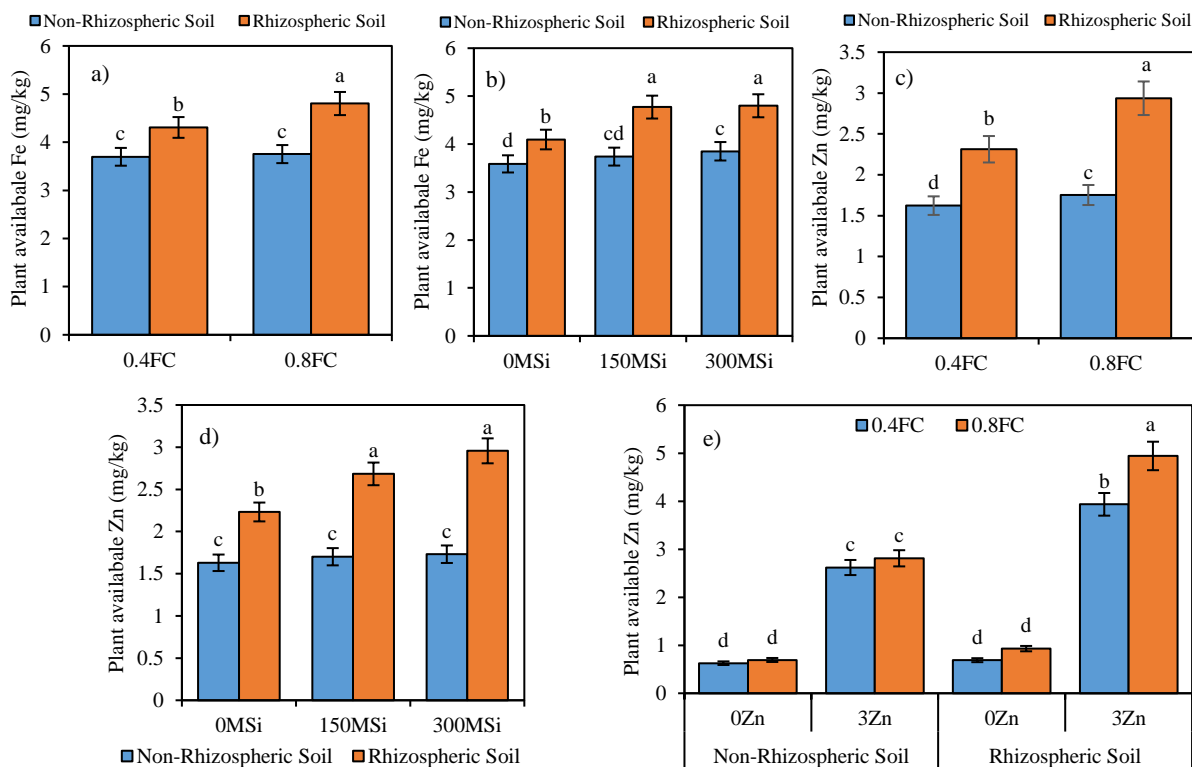 Non-Rhizospheric Soil Rhizospheric Soil
a)
Plant availabale Fe (mg/kg)
6
5
4
3
2
1
0
c b c a
0.4FC 0.8FC
Non-Rhizospheric Soil Rhizospheric Soil
b)
Plant availabale Fe (mg/kg)
6
5
4
3
2
1
0
d b cd a c a
0MSi 150MSi 300MSi
Non-Rhizospheric Soil Rhizospheric Soil
c)
Plant availabale Zn (mg/kg)
3.5
3
2.5
2
1.5
1
0.5
0
d b c a
0.4FC 0.8FC
d)
Plant availabale Zn (mg/kg)
3.5
3
2.5
2
1.5
1
0.5
0
c b c a c a
0MSi 150MSi 300MSi
Non-Rhizospheric Soil Rhizospheric Soil
e)
0.4FC 0.8FC
Plant available Zn (mg/kg)
6
5
4
3
2
1
0
d d c c d d b a
0Zn 3Zn 0Zn 3Zn
Non-Rhizospheric Soil Rhizospheric Soil